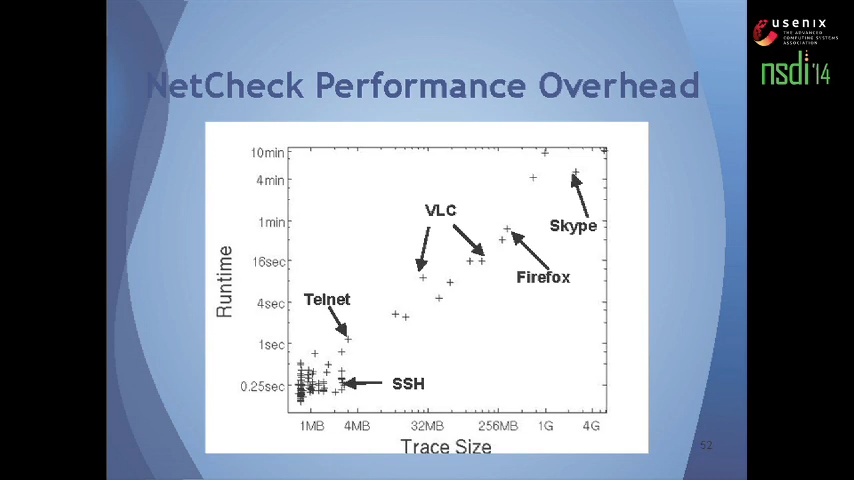 usenix
THE ADVANCED
COMPUTING SYSTEMS
ASSOCIATION
nsdi '14
NetCheck Performance Overhead
10min
4min
1min
16sec
4sec
1sec
0.25sec
Runtime
VLC
Skype
Firefox
Telnet
SSH
1MB 4MB 32MB 256MB 1G 4G
Trace Size
52